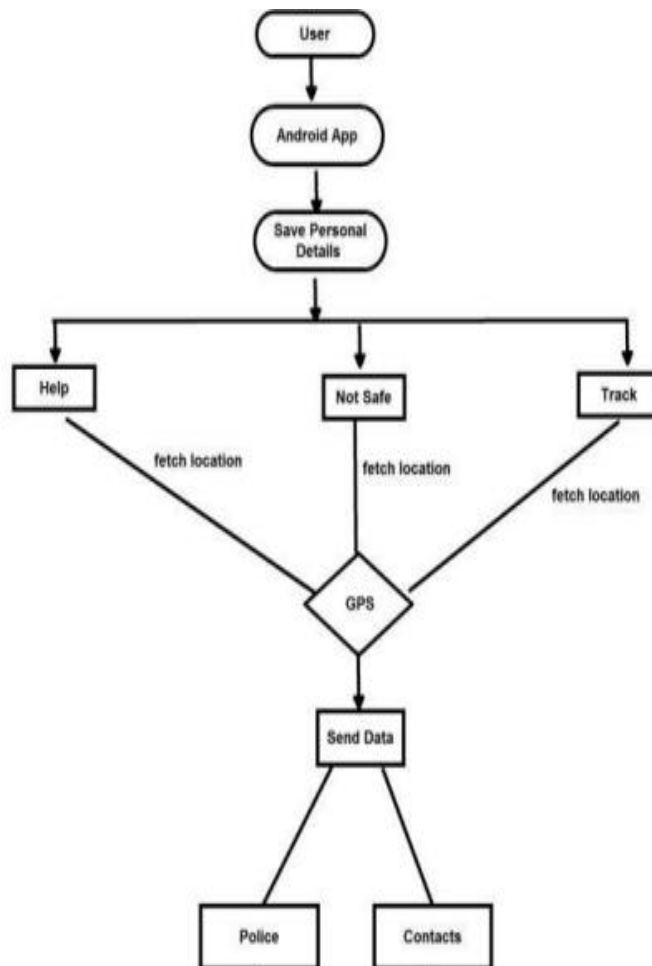 User
Android App
Save Personal
Details
Help
Not Safe
Track
fetch location
fetch location
fetch location
GPS
Send Data
Police
Contacts